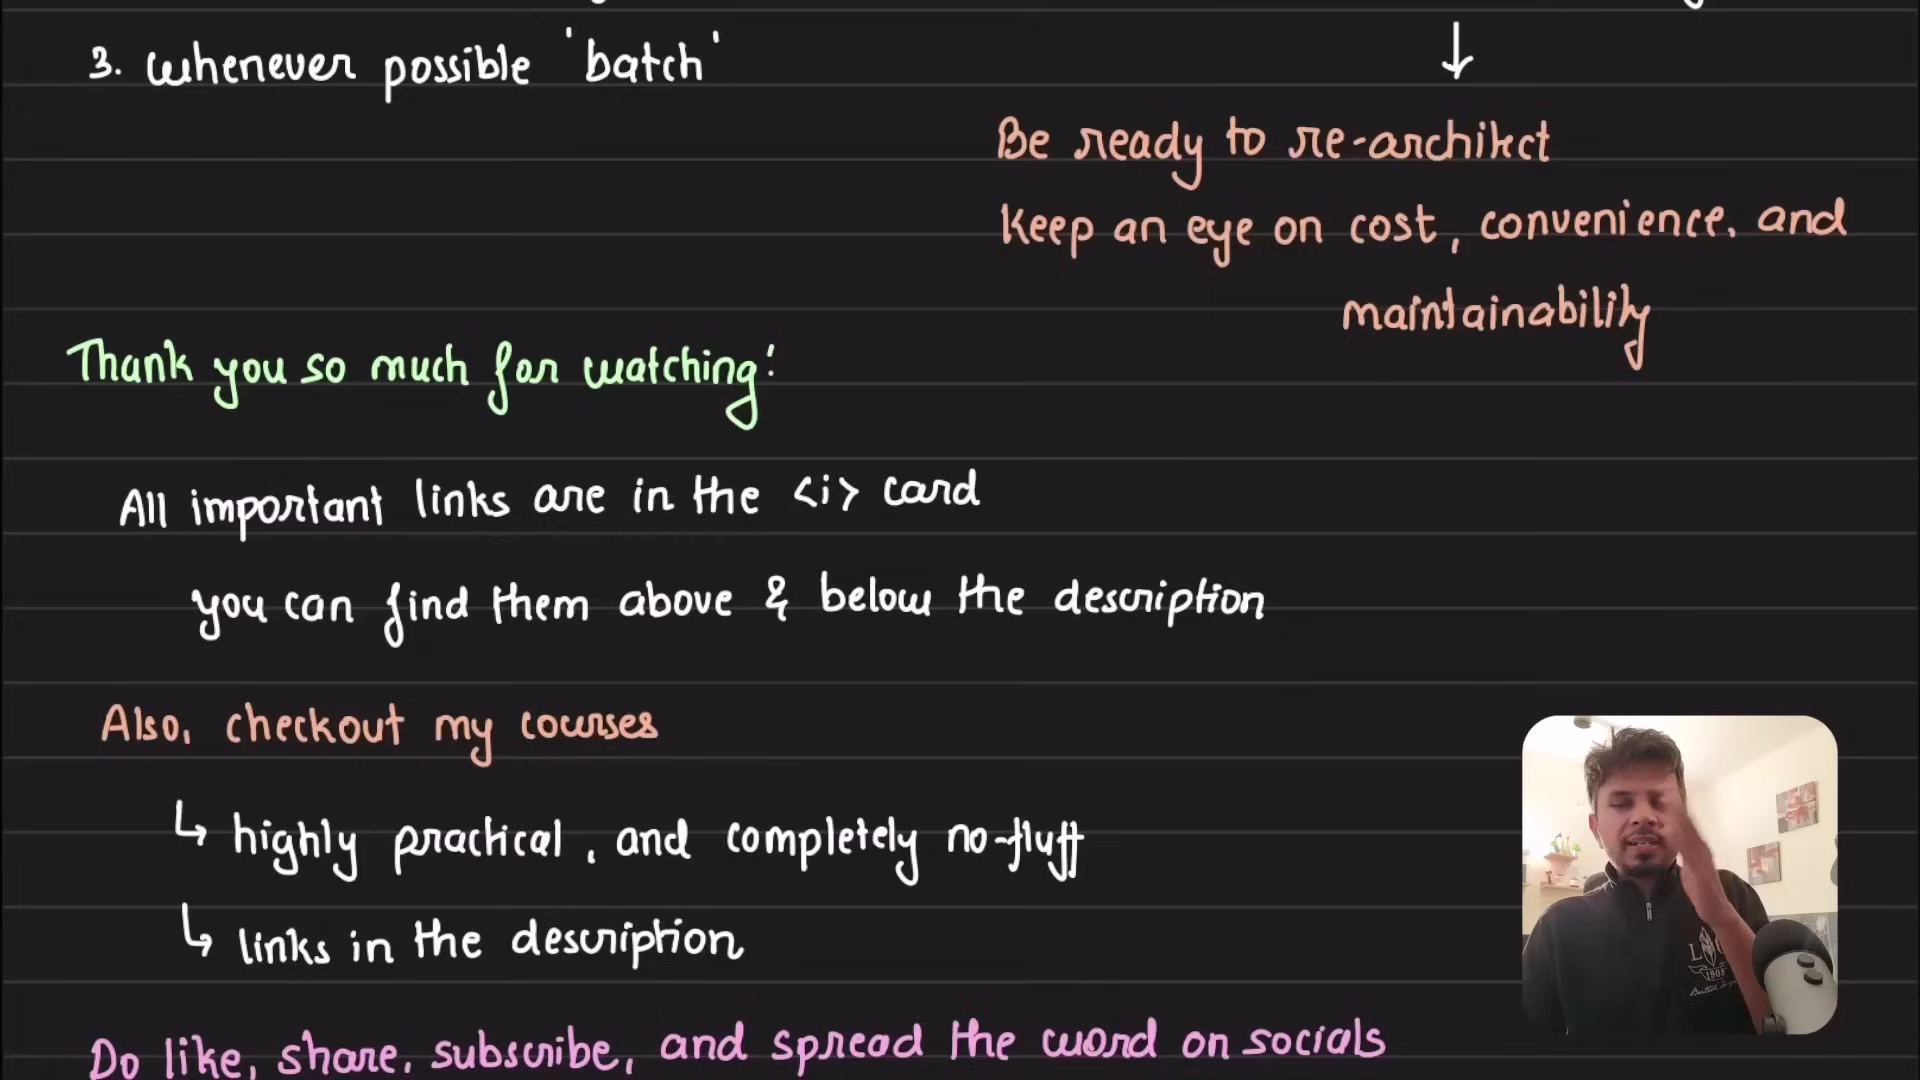 3. whenever possible 'batch'
↓
Be ready to re-architect
Keep an eye on cost, convenience, and
maintainability
Thank you so much for watching!
All important links are in the <i> card
you can find them above & below the description
Also, checkout my courses
↳ highly practical, and completely no-fluff
↳ links in the description
Do like, share, subscribe, and spread the word on socials
1908